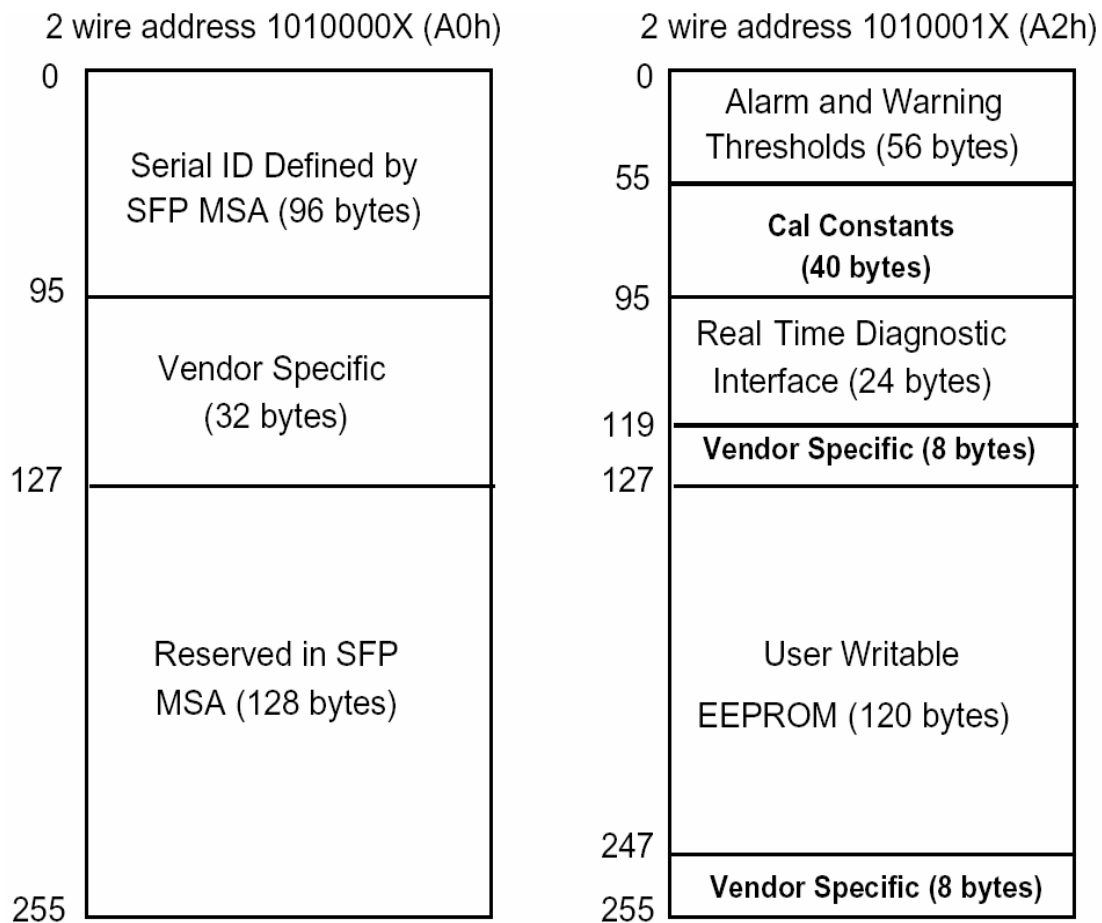 2 wire address 1010000X (A0h)
0
Serial ID Defined by
SFP MSA (96 bytes)
95
Vendor Specific
(32 bytes)
127
Reserved in SFP
MSA (128 bytes)
255
2 wire address 1010001X (A2h)
0
Alarm and Warning
Thresholds (56 bytes)
55
Cal Constants
(40 bytes)
95
Real Time Diagnostic
Interface (24 bytes)
119
Vendor Specific (8 bytes)
127
User Writable
EEPROM (120 bytes)
247
Vendor Specific (8 bytes)
255